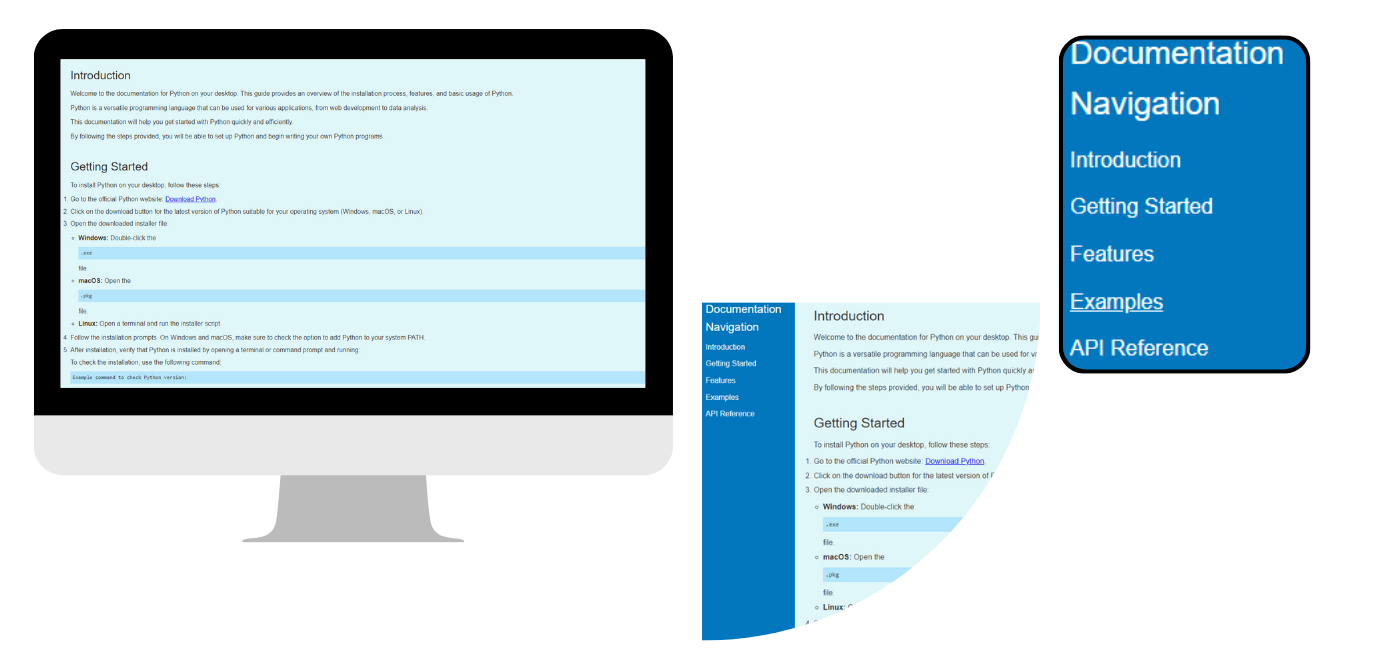 Introduction
Welcome to the documentation for Python on your desktop. This guide provides an overview of the installation process, features, and basic usage of Python.
Python is a versatile programming language that can be used for various applications, from web development to data analysis.
This documentation will help you get started with Python quickly and efficiently.
By following the steps provided, you will be able to set up Python and begin writing your own Python programs.
Getting Started
To install Python on your desktop, follow these steps:
1. Go to the official Python website: Download Python.
2. Click on the download button for the latest version of Python suitable for your operating system (Windows, macOS, or Linux).
3. Open the downloaded installer file:
Windows: Double-click the
.exe
file.
macOS: Open the
.pkg
file.
Linux: Open a terminal and run the installer script.
4. Follow the installation prompts. On Windows and macOS, make sure to check the option to add Python to your system PATH.
5. After installation, verify that Python is installed by opening a terminal or command prompt and running:
To check the installation, use the following command:
Example command to check Python version:
Documentation
Navigation
Introduction
Getting Started
Features
Examples
API Reference
Introduction
Welcome to the documentation for Python on your desktop. This
Python is a versatile programming language that can be used for
This documentation will help you get started with Python quickly
By following the steps provided, you will be able to set up Python
Getting Started
To install Python on your desktop, follow these steps:
1. Go to the official Python website: Download Python.
2. Click on the download button for the latest version of
3. Open the downloaded installer file:
Windows: Double-click the
.exe
file.
macOS: Open the
.pkg
file.
Linux:
Documentation
Navigation
Introduction
Getting Started
Features
Examples
API Reference